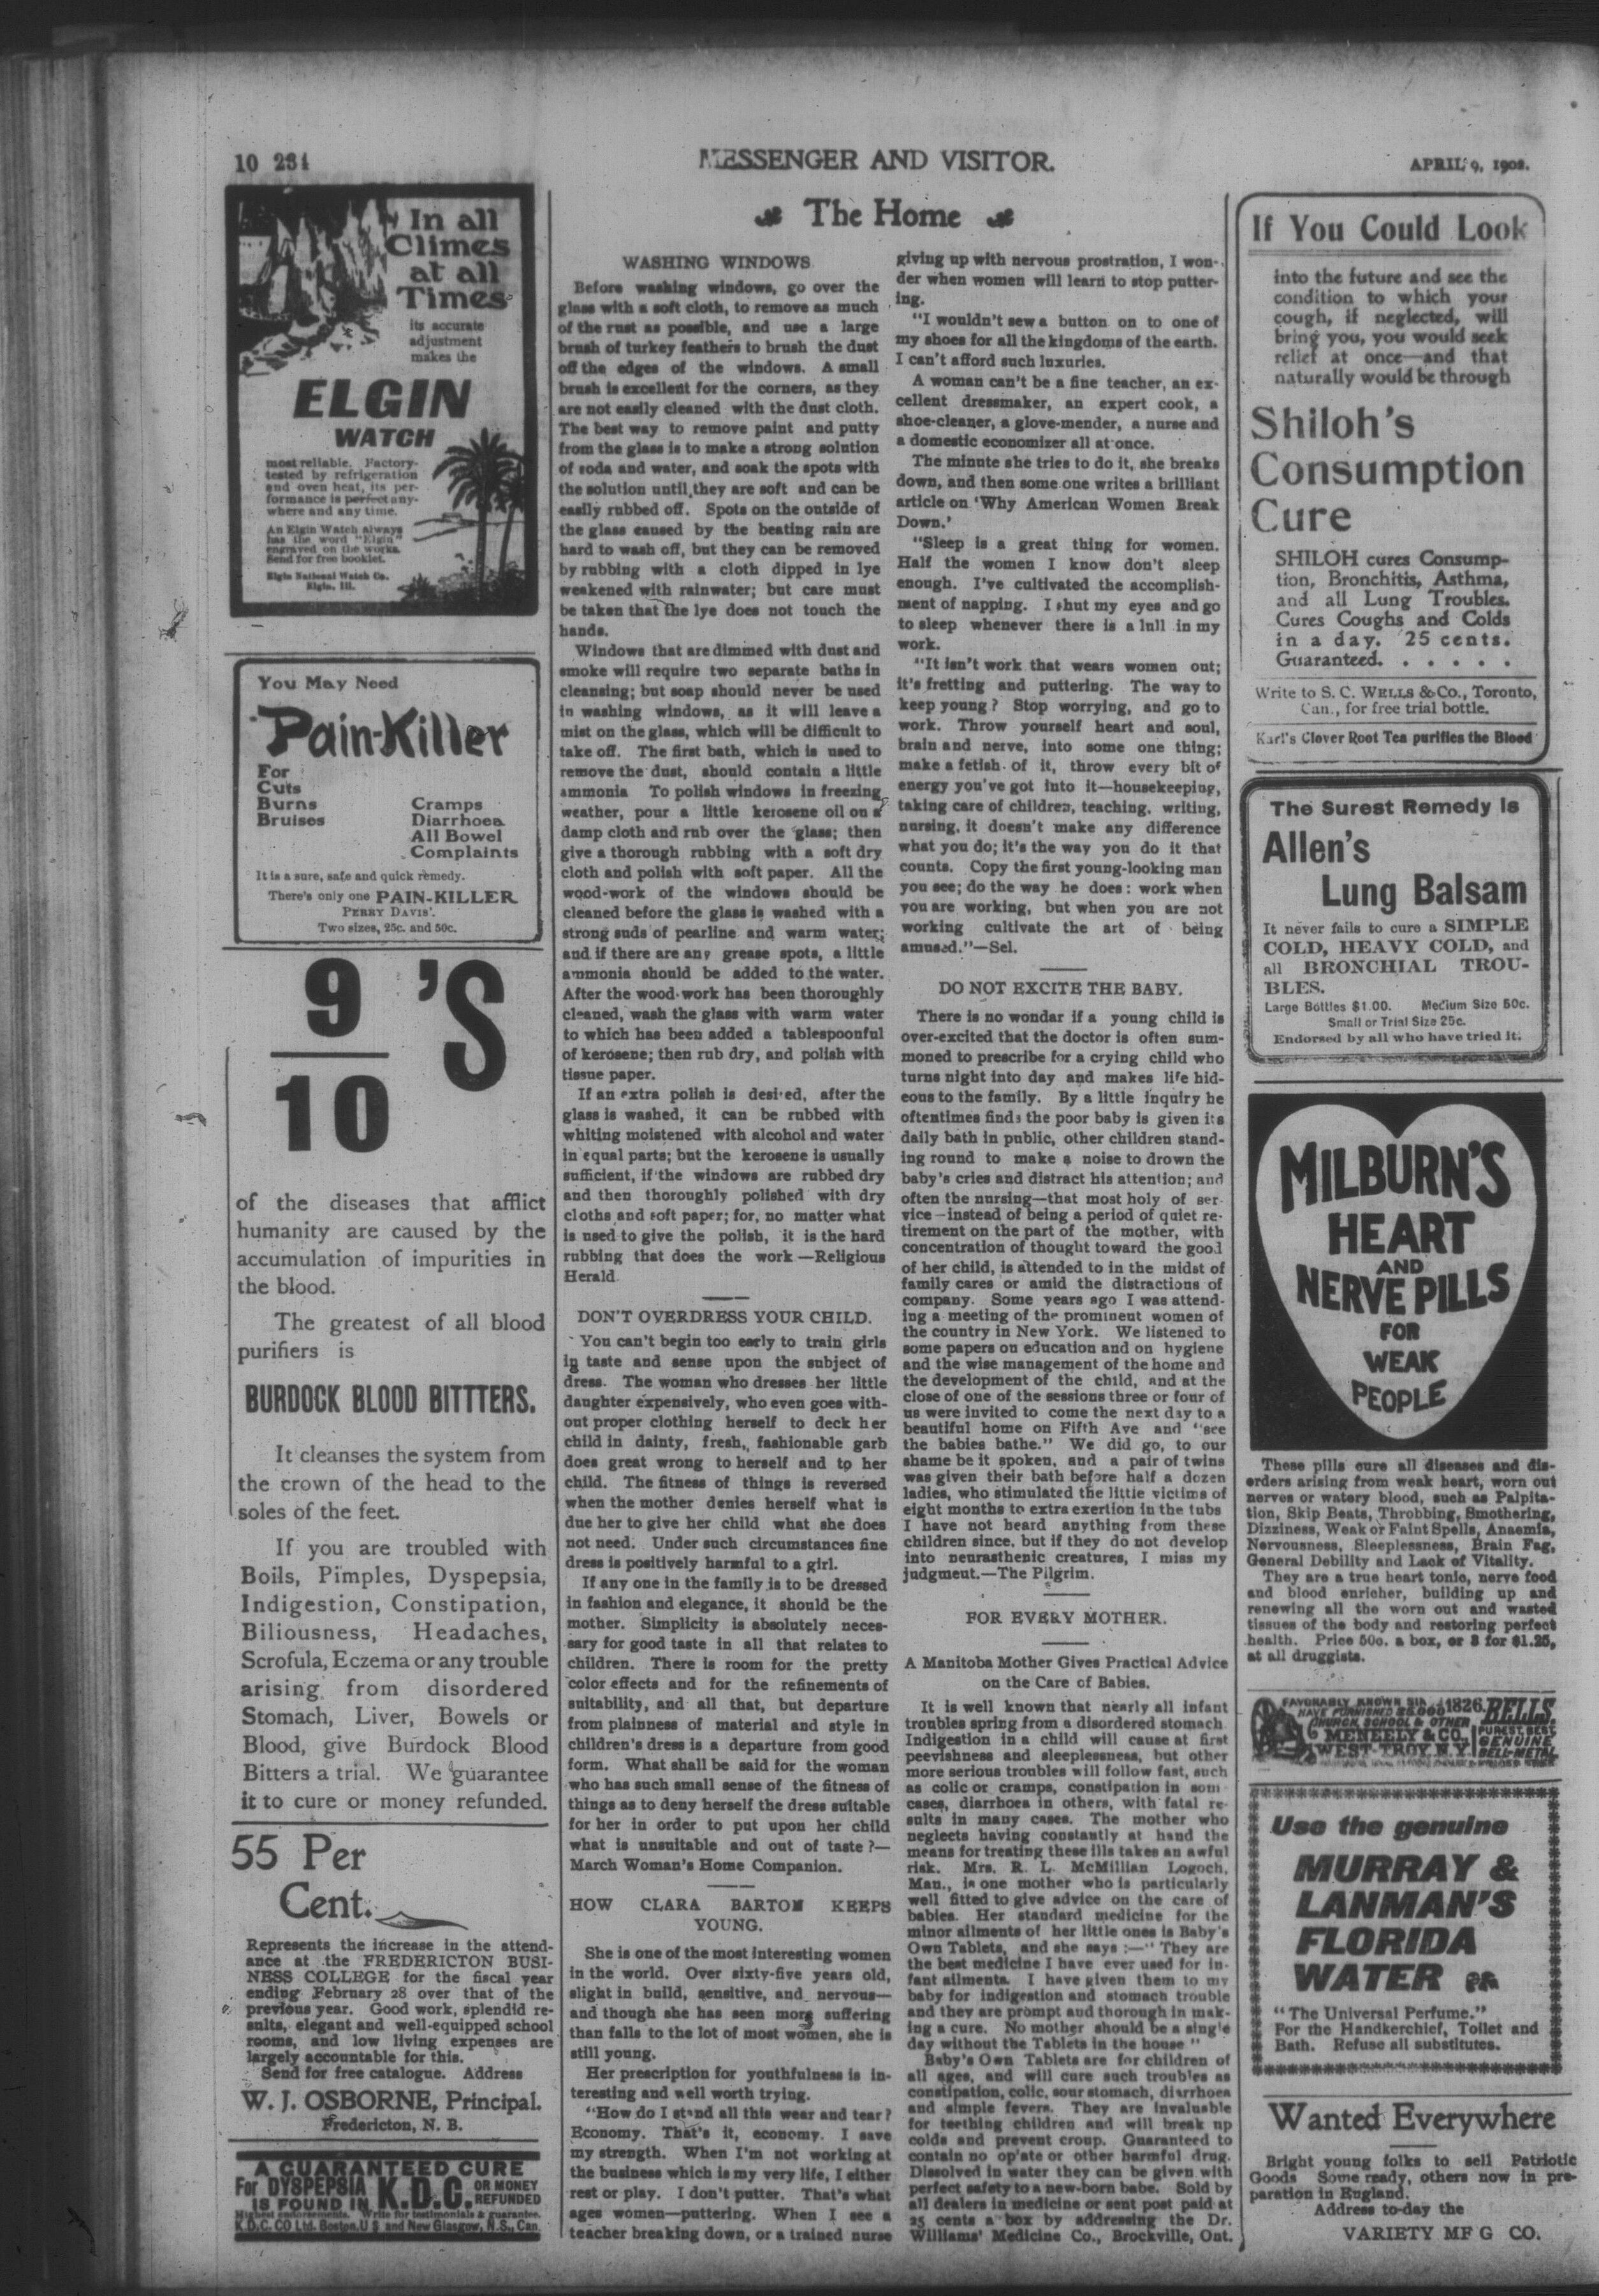 10 234
MESSENGER AND VISITOR.
APRIL 9, 1902.
In all
Climes
at all
Times
its accurate
adjustment
makes the
ELGIN
WATCH
most reliable. Factory-
tested by refrigeration
and oven heat, its per-
formance is perfect any-
where and any time.
An Elgin Watch always
has the word "Elgin"
engraved on the works.
Send for free booklet.
Elgin National Watch Co.
Elgin, Ill.
You May Need
Pain-Killer
For
Cuts
Burns
Bruises
Cramps
Diarrhoea
All Bowel
Complaints
It is a sure, safe and quick remedy.
There's only one PAIN-KILLER
PERRY DAVIS'.
Two sizes, 25c. and 50c.
9/10 'S
of the diseases that afflict
humanity are caused by the
accumulation of impurities in
the blood.
The greatest of all blood
purifiers is
BURDOCK BLOOD BITTTERS.
It cleanses the system from
the crown of the head to the
soles of the feet.
If you are troubled with
Boils, Pimples, Dyspepsia,
Indigestion, Constipation,
Biliousness, Headaches,
Scrofula, Eczema or any trouble
arising from disordered
Stomach, Liver, Bowels or
Blood, give Burdock Blood
Bitters a trial. We guarantee
it to cure or money refunded.
55 Per
Cent.
Represents the increase in the attend-
ance at the FREDERICTON BUSI-
NESS COLLEGE for the fiscal year
ending February 28 over that of the
previous year. Good work, splendid re-
sults, elegant and well-equipped school
rooms, and low living expenses are
largely accountable for this.
Send for free catalogue. Address
W. J. OSBORNE, Principal.
Fredericton, N. B.
A GUARANTEED CURE
For DYSPEPSIA
IS FOUND IN
K.D.C.
OR MONEY
REFUNDED
Highest endorsements. Write for testimonials & guarantee.
K.D.C. CO Ltd. Boston, U S and New Glasgow, N.S., Can.
The Home
WASHING WINDOWS
Before washing windows, go over the
glass with a soft cloth, to remove as much
of the rust as possible, and use a large
brush of turkey feathers to brush the dust
off the edges of the windows. A small
brush is excellent for the corners, as they
are not easily cleaned with the dust cloth.
The best way to remove paint and putty
from the glass is to make a strong solution
of soda and water, and soak the spots with
the solution until they are soft and can be
easily rubbed off. Spots on the outside of
the glass caused by the beating rain are
hard to wash off, but they can be removed
by rubbing with a cloth dipped in lye
weakened with rainwater; but care must
be taken that the lye does not touch the
hands.
Windows that are dimmed with dust and
smoke will require two separate baths in
cleansing; but soap should never be used
in washing windows, as it will leave a
mist on the glass, which will be difficult to
take off. The first bath, which is used to
remove the dust, should contain a little
ammonia To polish windows in freezing
weather, pour a little kerosene oil on a
damp cloth and rub over the glass; then
give a thorough rubbing with a soft dry
cloth and polish with soft paper. All the
wood-work of the windows should be
cleaned before the glass is washed with a
strong suds of pearline and warm water;
and if there are any grease spots, a little
ammonia should be added to the water.
After the wood-work has been thoroughly
cleaned, wash the glass with warm water
to which has been added a tablespoonful
of kerosene; then rub dry, and polish with
tissue paper.
If an extra polish is desired, after the
glass is washed, it can be rubbed with
whiting moistened with alcohol and water
in equal parts; but the kerosene is usually
sufficient, if the windows are rubbed dry
and then thoroughly polished with dry
cloths and soft paper; for, no matter what
is used to give the polish, it is the hard
rubbing that does the work—Religious
Herald.
DON'T OVERDRESS YOUR CHILD.
You can't begin too early to train girls
in taste and sense upon the subject of
dress. The woman who dresses her little
daughter expensively, who even goes with-
out proper clothing herself to deck her
child in dainty, fresh, fashionable garb
does great wrong to herself and to her
child. The fitness of things is reversed
when the mother denies herself what is
due her to give her child what she does
not need. Under such circumstances fine
dress is positively harmful to a girl.
If any one in the family is to be dressed
in fashion and elegance, it should be the
mother. Simplicity is absolutely neces-
sary for good taste in all that relates to
children. There is room for the pretty
color effects and for the refinements of
suitability, and all that, but departure
from plainness of material and style in
children's dress is a departure from good
form. What shall be said for the woman
who has such small sense of the fitness of
things as to deny herself the dress suitable
for her in order to put upon her child
what is unsuitable and out of taste?—
March Woman's Home Companion.
HOW CLARA BARTON KEEPS
YOUNG.
She is one of the most interesting women
in the world. Over sixty-five years old,
slight in build, sensitive, and nervous—
and though she has seen more suffering
than falls to the lot of most women, she is
still young.
Her prescription for youthfulness is in-
teresting and well worth trying.
"How do I stand all this wear and tear?
Economy. That's it, economy. I save
my strength. When I'm not working at
the business which is my very life, I either
rest or play. I don't putter. That's what
ages women—puttering. When I see a
teacher breaking down, or a trained nurse
giving up with nervous prostration, I won-
der when women will learn to stop putter-
ing.
"I wouldn't sew a button on to one of
my shoes for all the kingdoms of the earth.
I can't afford such luxuries.
A woman can't be a fine teacher, an ex-
cellent dressmaker, an expert cook, a
shoe-cleaner, a glove-mender, a nurse and
a domestic economizer all at once.
The minute she tries to do it, she breaks
down, and then some one writes a brilliant
article on 'Why American Women Break
Down.'
"Sleep is a great thing for women.
Half the women I know don't sleep
enough. I've cultivated the accomplish-
ment of napping. I shut my eyes and go
to sleep whenever there is a lull in my
work.
"It isn't work that wears women out;
it's fretting and puttering. The way to
keep young? Stop worrying, and go to
work. Throw yourself heart and soul,
brain and nerve, into some one thing;
make a fetish of it, throw every bit of
energy you've got into it—housekeeping,
taking care of children, teaching, writing,
nursing, it doesn't make any difference
what you do; it's the way you do it that
counts. Copy the first young-looking man
you see; do the way he does: work when
you are working, but when you are not
working cultivate the art of being
amused."—Sel.
DO NOT EXCITE THE BABY.
There is no wondar if a young child is
over-excited that the doctor is often sum-
moned to prescribe for a crying child who
turns night into day and makes life hid-
eous to the family. By a little inquiry he
oftentimes finds the poor baby is given its
daily bath in public, other children stand-
ing round to make a noise to drown the
baby's cries and distract his attention; and
often the nursing—that most holy of ser-
vice—instead of being a period of quiet re-
tirement on the part of the mother, with
concentration of thought toward the good
of her child, is attended to in the midst of
family cares or amid the distractions of
company. Some years ago I was attend-
ing a meeting of the prominent women of
the country in New York. We listened to
some papers on education and on hygiene
and the wise management of the home and
the development of the child, and at the
close of one of the sessions three or four of
us were invited to come the next day to a
beautiful home on Fifth Ave and "see
the babies bathe." We did go, to our
shame be it spoken, and a pair of twins
was given their bath before half a dozen
ladies, who stimulated the little victims of
eight months to extra exertion in the tubs
I have not heard anything from these
children since, but if they do not develop
into neurasthenic creatures, I miss my
judgment.—The Pilgrim.
FOR EVERY MOTHER.
A Manitoba Mother Gives Practical Advice
on the Care of Babies.
It is well known that nearly all infant
troubles spring from a disordered stomach
Indigestion in a child will cause at first
peevishness and sleeplessness, but other
more serious troubles will follow fast, such
as colic or cramps, constipation in som
cases, diarrhoea in others, with fatal re-
sults in many cases. The mother who
neglects having constantly at hand the
means for treating these ills takes an awful
risk. Mrs. R. L. McMillian Logoch,
Man., is one mother who is particularly
well fitted to give advice on the care of
babies. Her standard medicine for the
minor ailments of her little ones is Baby's
Own Tablets, and she says :—"They are
the best medicine I have ever used for in-
fant ailments. I have given them to my
baby for indigestion and stomach trouble
and they are prompt and thorough in mak-
ing a cure. No mother should be a single
day without the Tablets in the house"
Baby's Own Tablets are for children of
all ages, and will cure such troubles as
constipation, colic, sour stomach, diarrhoea
and simple fevers. They are invaluable
for teething children and will break up
colds and prevent croup. Guaranteed to
contain no op'ate or other harmful drug.
Dissolved in water they can be given with
perfect safety to a new-born babe. Sold by
all dealers in medicine or sent post paid at
25 cents a box by addressing the Dr.
Williams' Medicine Co., Brockville, Ont.
If You Could Look
into the future and see the
condition to which your
cough, if neglected, will
bring you, you would seek
relief at once—and that
naturally would be through
Shiloh's
Consumption
Cure
SHILOH cures Consump-
tion, Bronchitis, Asthma,
and all Lung Troubles.
Cures Coughs and Colds
in a day. 25 cents.
Guaranteed. . . . . .
Write to S. C. WELLS & Co., Toronto,
Can., for free trial bottle.
Karl's Clover Root Tea purifies the Blood
The Surest Remedy Is
Allen's
Lung Balsam
It never fails to cure a SIMPLE
COLD, HEAVY COLD, and
all BRONCHIAL TROU-
BLES.
Large Bottles $1.00. Medium Size 50c.
Small or Trial Size 25c.
Endorsed by all who have tried it.
MILBURN'S
HEART
AND
NERVE PILLS
FOR
WEAK
PEOPLE
These pills cure all diseases and dis-
orders arising from weak heart, worn out
nerves or watery blood, such as Palpita-
tion, Skip Beats, Throbbing, Smothering,
Dizziness, Weak or Faint Spells, Anaemia,
Nervousness, Sleeplessness, Brain Fag,
General Debility and Lack of Vitality.
They are a true heart tonic, nerve food
and blood enricher, building up and
renewing all the worn out and wasted
tissues of the body and restoring perfect
health. Price 50c. a box, or 3 for $1.25,
at all druggists.
FAVORABLY KNOWN SINCE 1826. BELLS.
HAVE FURNISHED 25,000
CHURCH, SCHOOL & OTHER
MENEELY & CO.
WEST-TROY, N.Y.
PUREST, BEST,
GENUINE
BELL-METAL
Use the genuine
MURRAY &
LANMAN'S
FLORIDA
WATER
"The Universal Perfume."
For the Handkerchief, Toilet and
Bath. Refuse all substitutes.
Wanted Everywhere
Bright young folks to sell Patriotic
Goods Some ready, others now in pre-
paration in England.
Address to-day the
VARIETY MF'G CO.